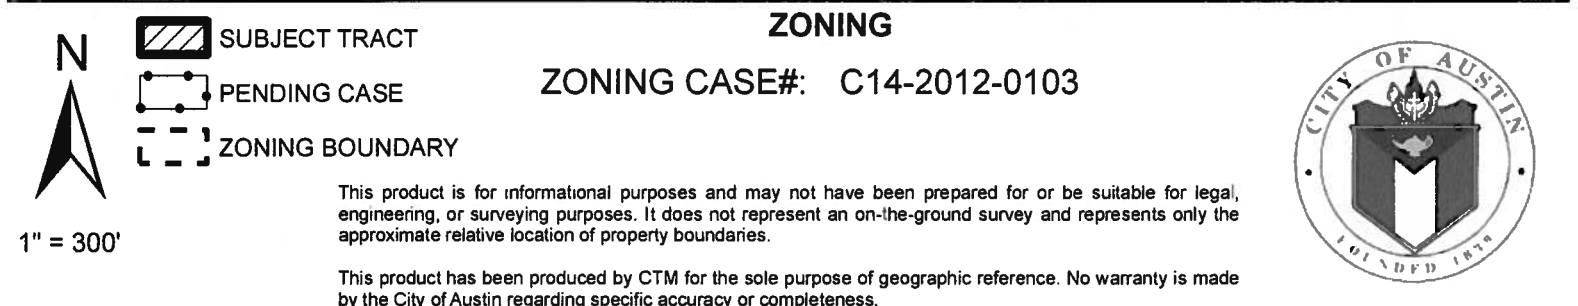 ZONING
ZONING CASE#: C14-2012-0103
N
SUBJECT TRACT
PENDING CASE
ZONING BOUNDARY
1" = 300'
This product is for informational purposes and may not have been prepared for or be suitable for legal,
engineering, or surveying purposes. It does not represent an on-the-ground survey and represents only the
approximate relative location of property boundaries.
This product has been produced by CTM for the sole purpose of geographic reference. No warranty is made
by the City of Austin regarding specific accuracy or completeness.
CITY OF AUSTIN
FOUNDED 1839